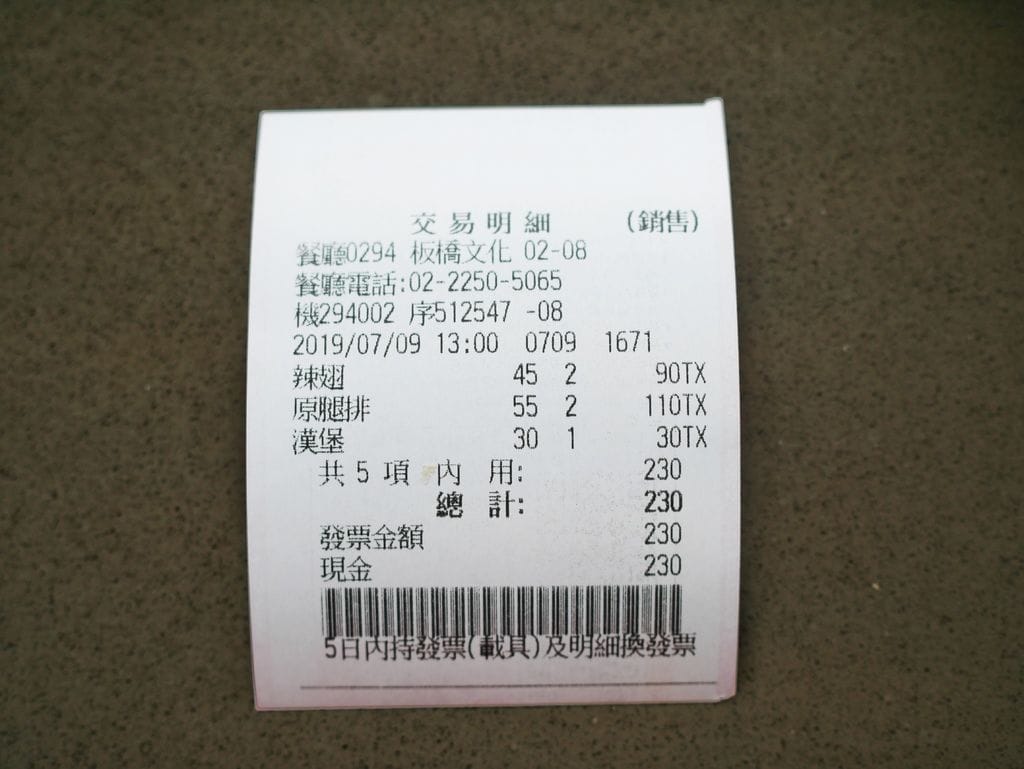 交易明細 (銷售)
餐廳0294 板橋文化 02-08
餐廳電話:02-2250-5065
機294002 序512547 -08
2019/07/09 13:00 0709 1671
辣翅 45 2 90TX
原腿排 55 2 110TX
漢堡 30 1 30TX
共 5 項 內 用: 230
總 計: 230
發票金額 230
現金 230
5日內持發票(載具)及明細換發票